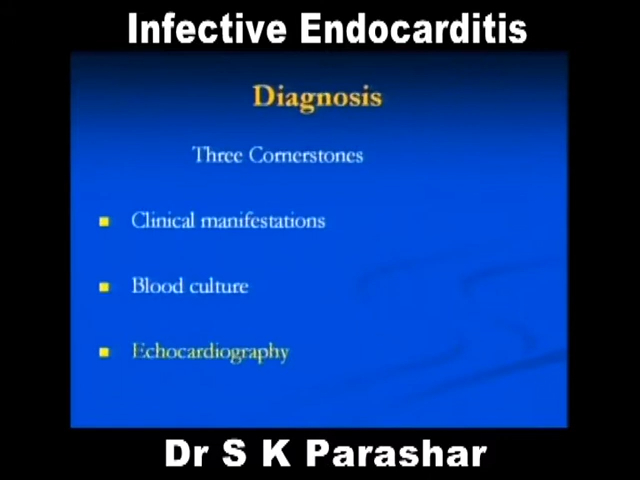 Infective Endocarditis
Diagnosis
Three Cornerstones
Clinical manifestations
Blood culture
Echocardiography
Dr S K Parashar